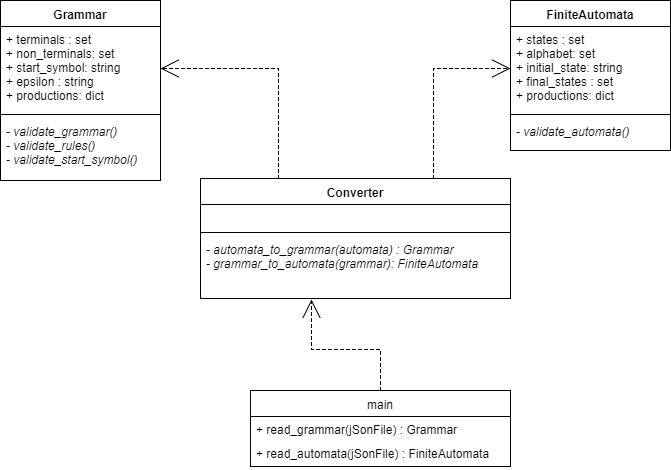 Grammar
+ terminals : set
+ non_terminals: set
+ start_symbol: string
+ epsilon : string
+ productions: dict
- validate_grammar()
- validate_rules()
- validate_start_symbol()
FiniteAutomata
+ states : set
+ alphabet: set
+ initial_state: string
+ final_states : set
+ productions: dict
- validate_automata()
Converter
- automata_to_grammar(automata) : Grammar
- grammar_to_automata(grammar): FiniteAutomata
main
+ read_grammar(jSonFile) : Grammar
+ read_automata(jSonFile) : FiniteAutomata